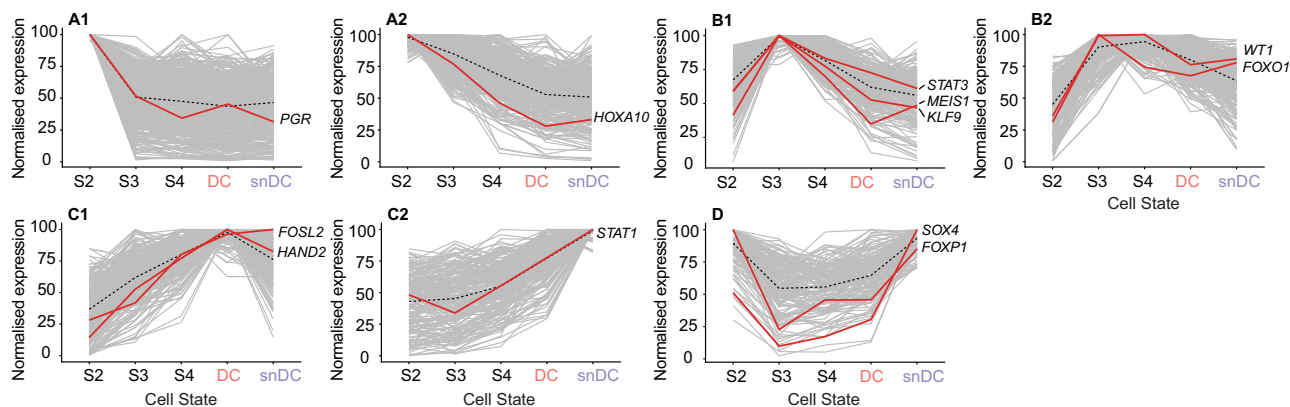 A1
Normalised expression
100
75
50
25
0
PGR
S2 S3 S4 DC snDC
A2
Normalised expression
100
75
50
25
0
HOXA10
S2 S3 S4 DC snDC
B1
Normalised expression
100
75
50
25
0
STAT3
MEIS1
KLF9
S2 S3 S4 DC snDC
B2
Normalised expression
100
75
50
25
0
WT1
FOXO1
S2 S3 S4 DC snDC
Cell State
C1
Normalised expression
100
75
50
25
0
FOSL2
HAND2
S2 S3 S4 DC snDC
Cell State
C2
Normalised expression
100
75
50
25
0
STAT1
S2 S3 S4 DC snDC
Cell State
D
Normalised expression
100
75
50
25
0
SOX4
FOXP1
S2 S3 S4 DC snDC
Cell State